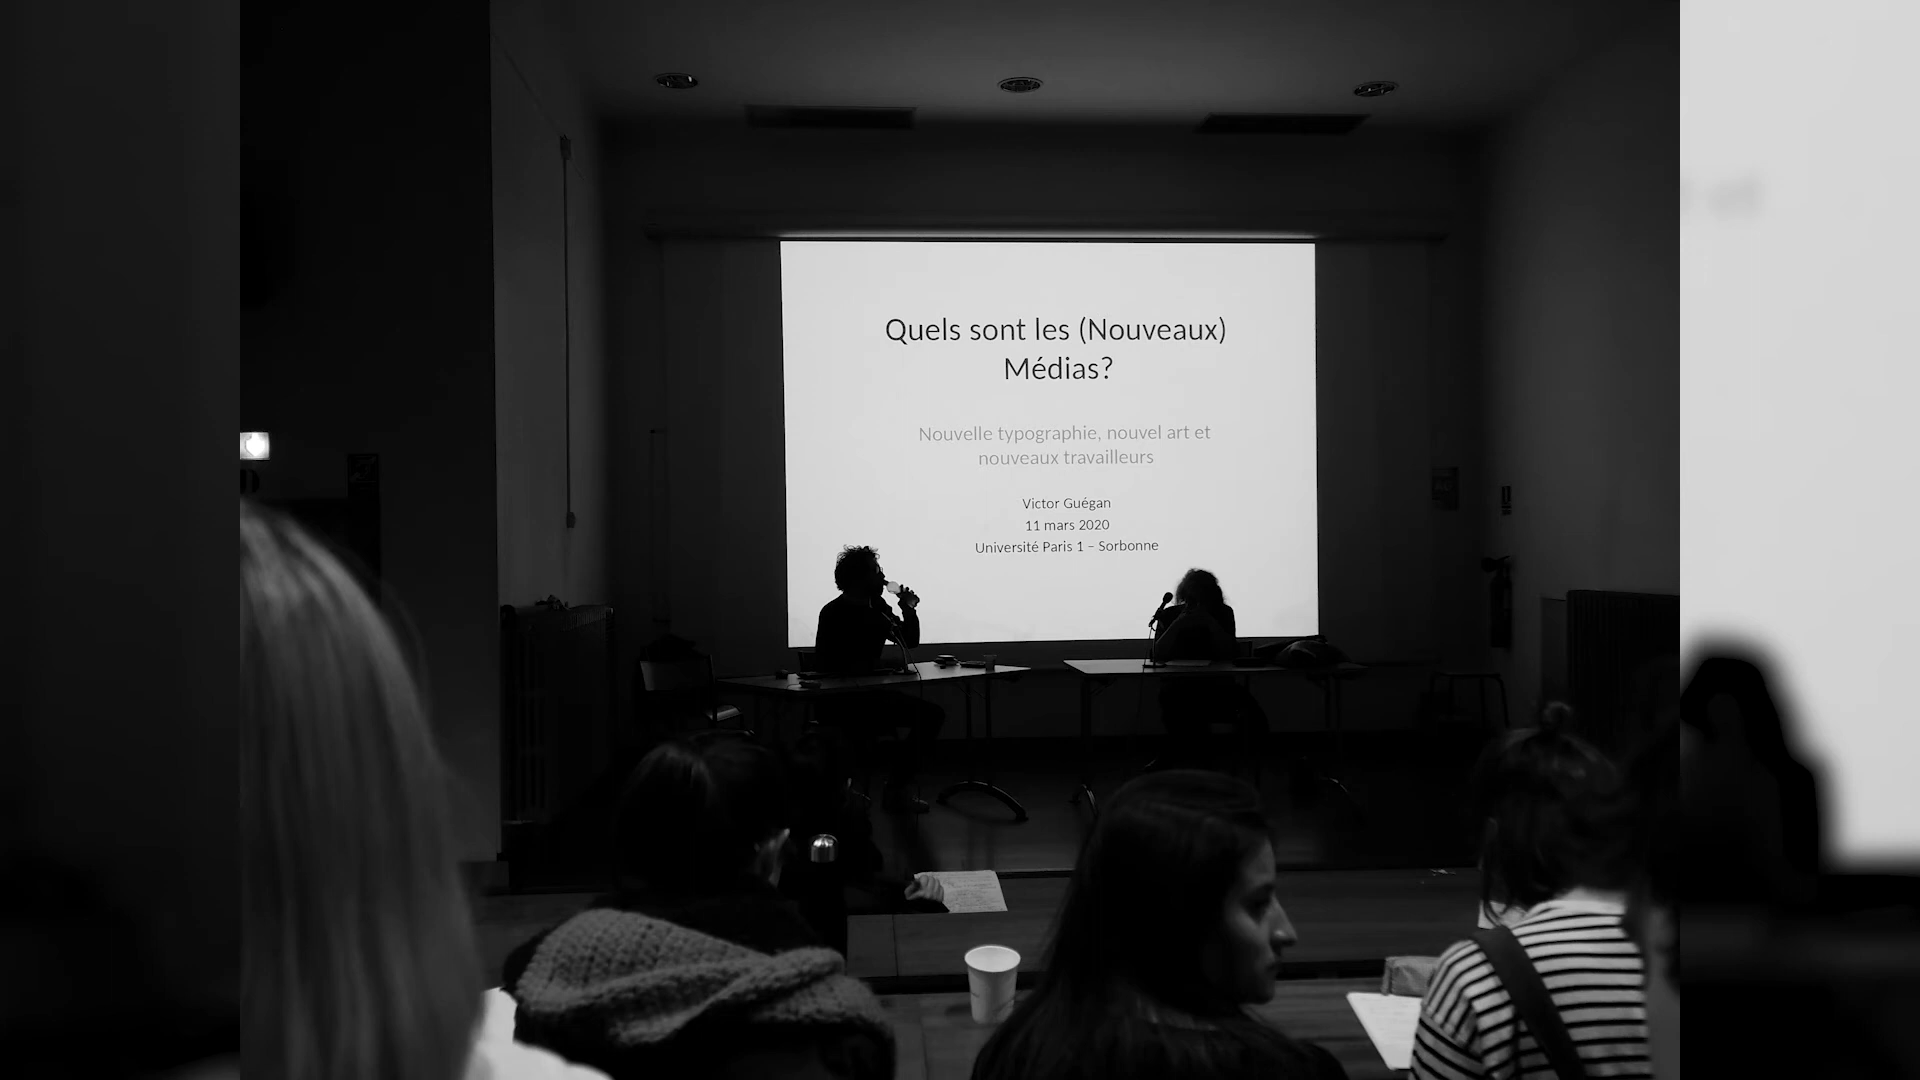 Quels sont les (Nouveaux)
Médias?
Nouvelle typographie, nouvel art et
nouveaux travailleurs
Victor Guégan
11 mars 2020
Université Paris 1 – Sorbonne